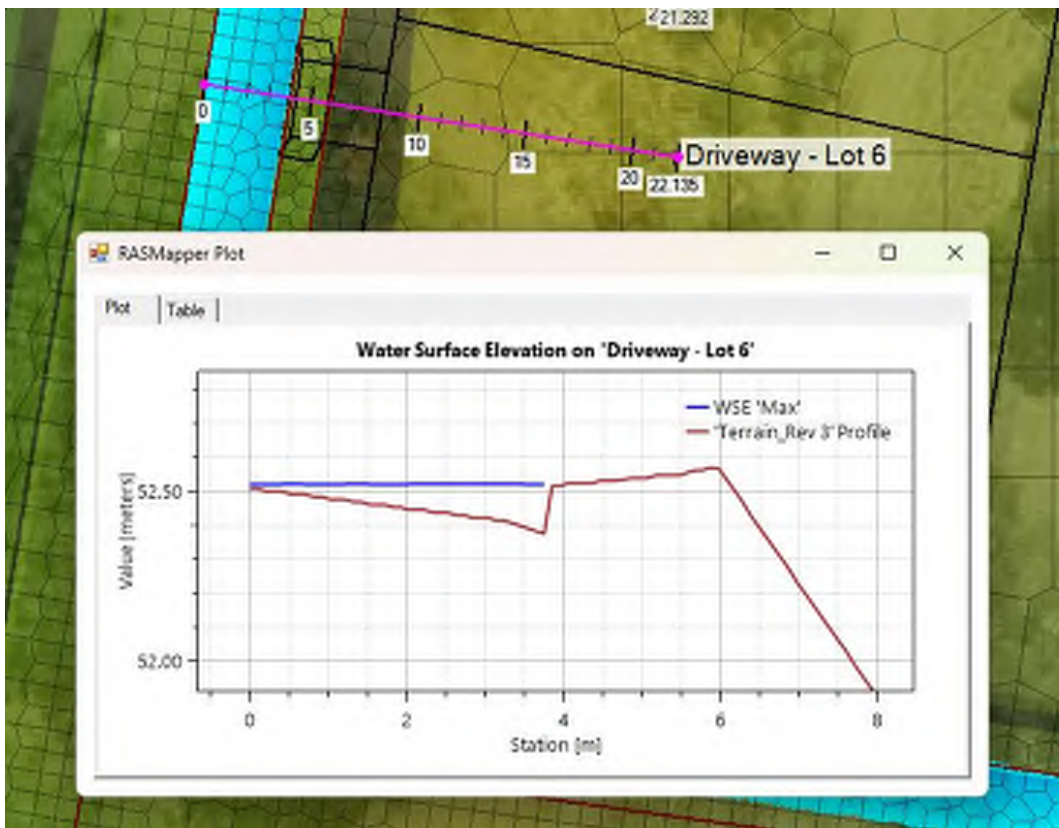 21.292
0
5
10
15
20
22.135
Driveway - Lot 6
RASMapper Plot
Plot
Table
Water Surface Elevation on 'Driveway - Lot 6'
WSE 'Max'
'Terrain_Rev 3' Profile
Value [meters]
52.50
52.00
0
2
4
6
8
Station [m]